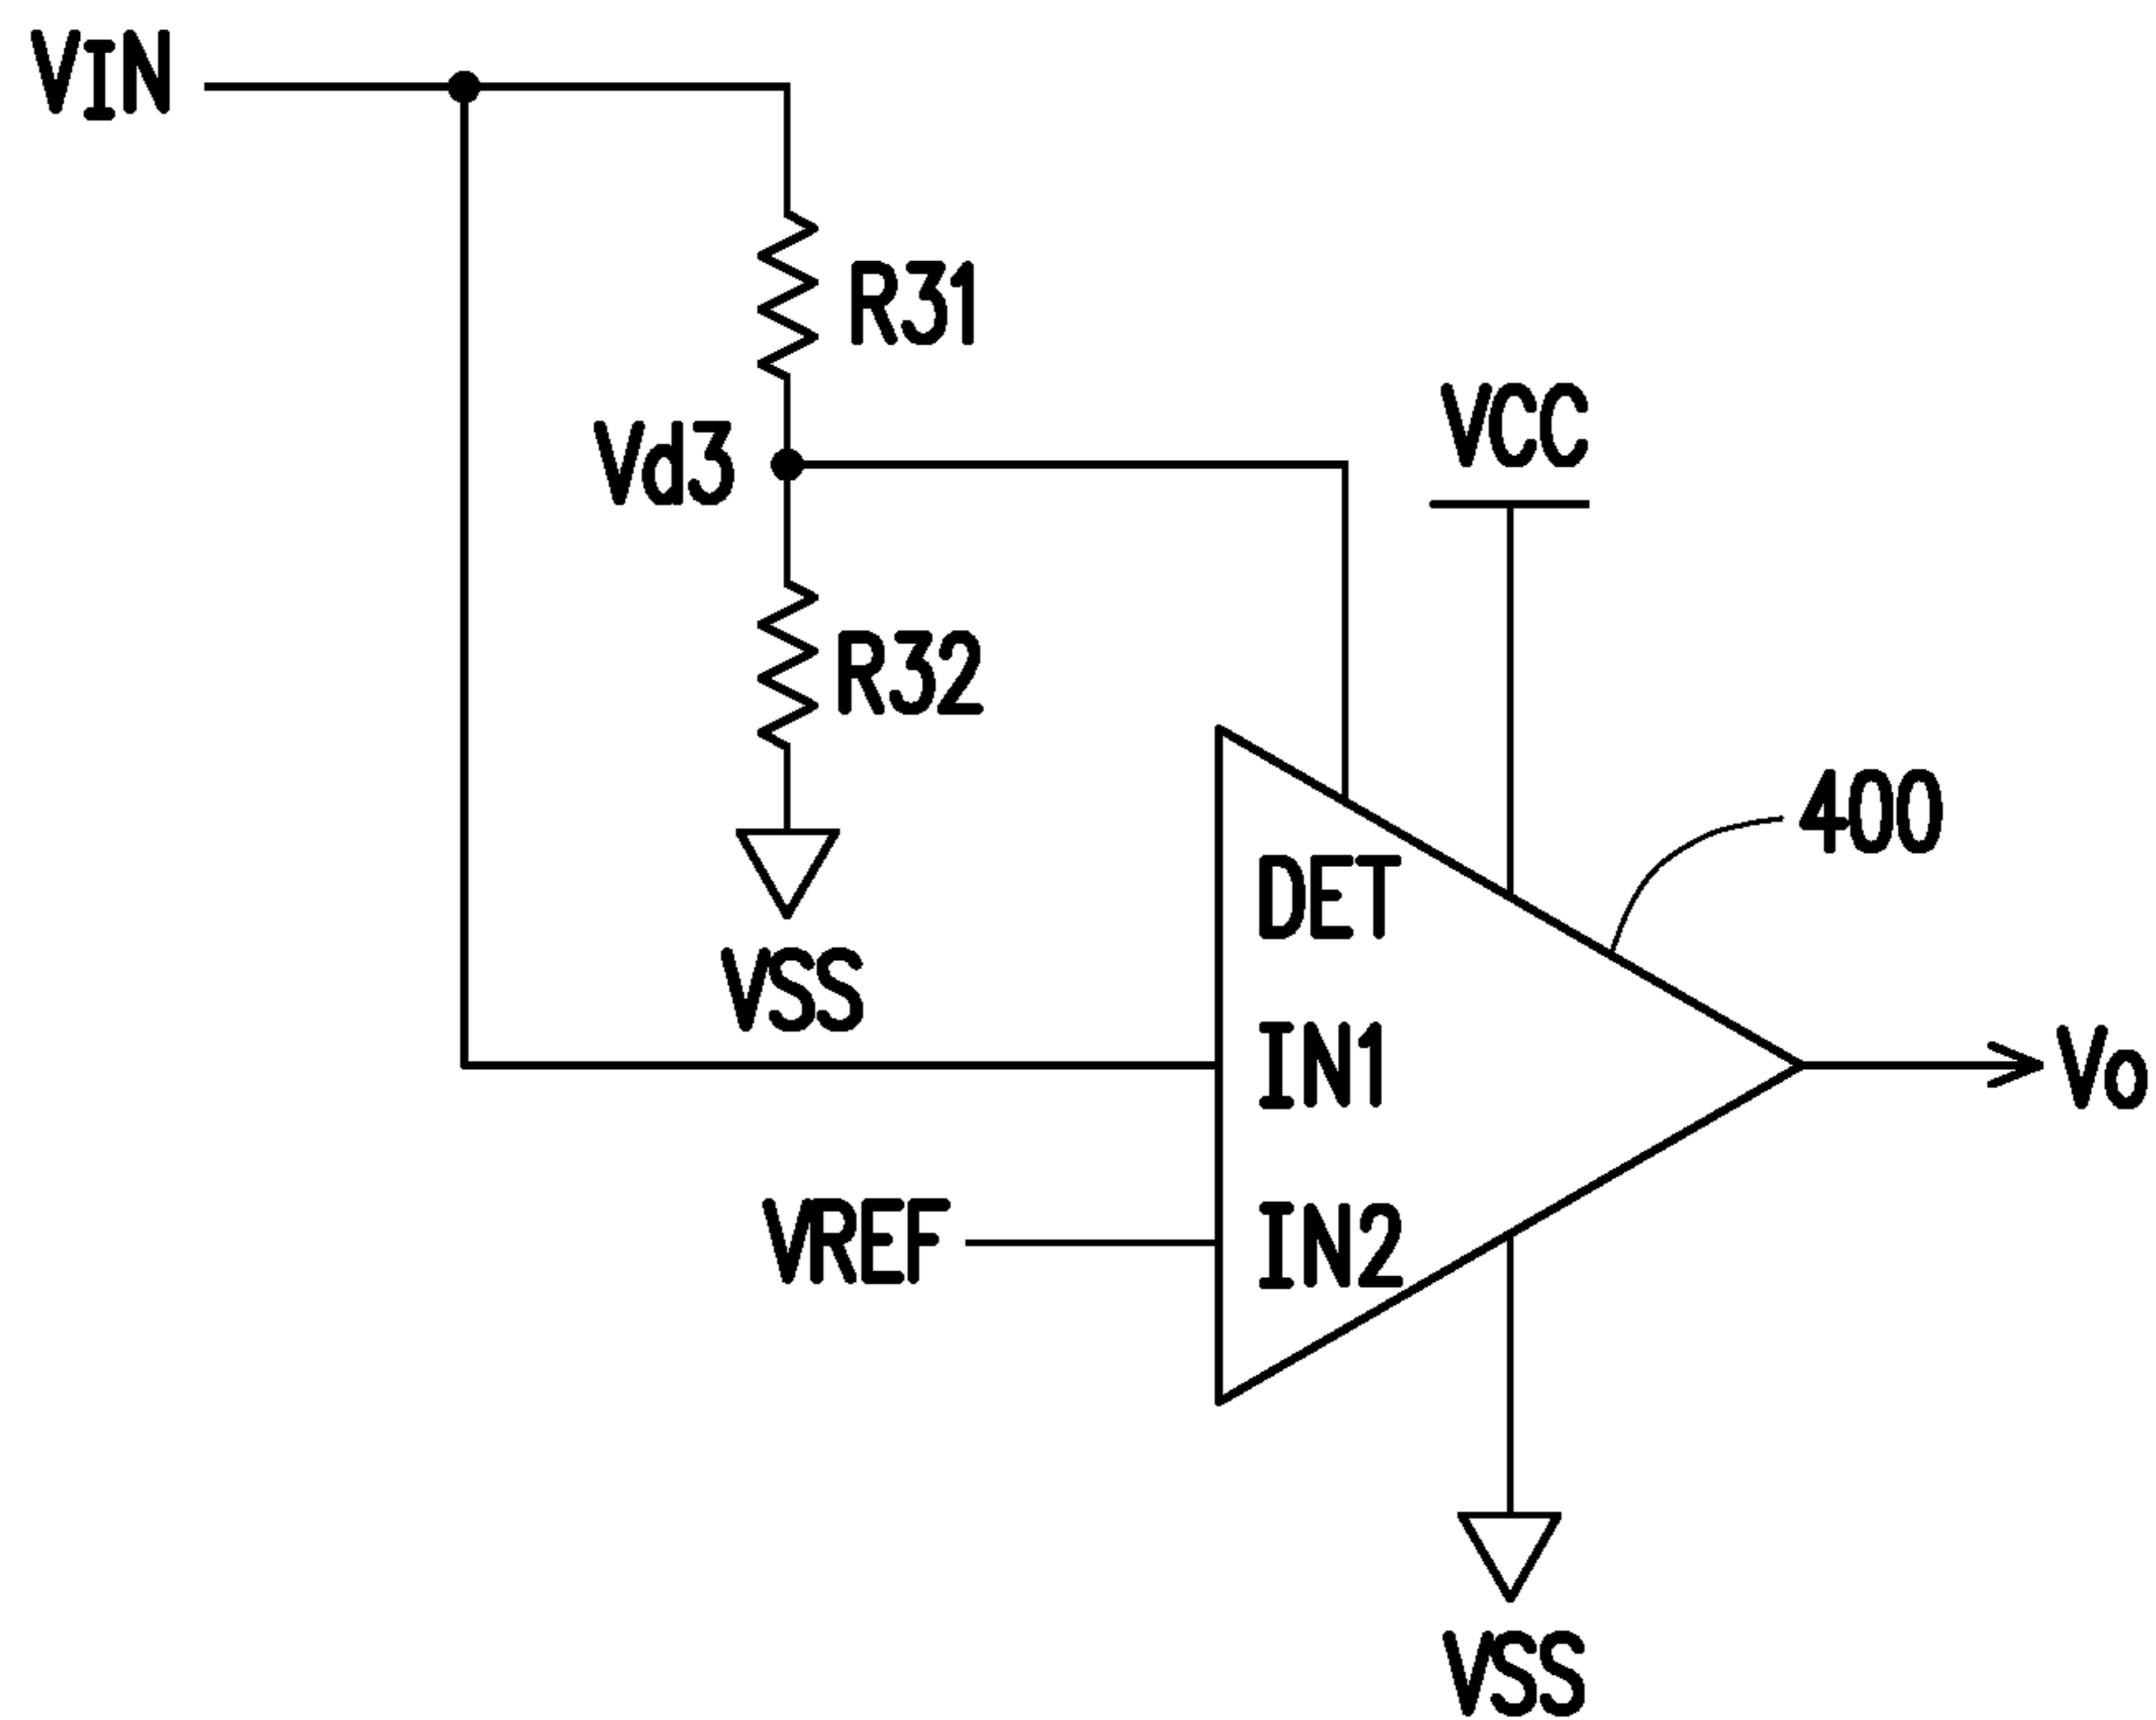 VIN
R31
VCC
Vd3
R32
400
DET
VSS
IN1
Vo
VREF
IN2
VSS